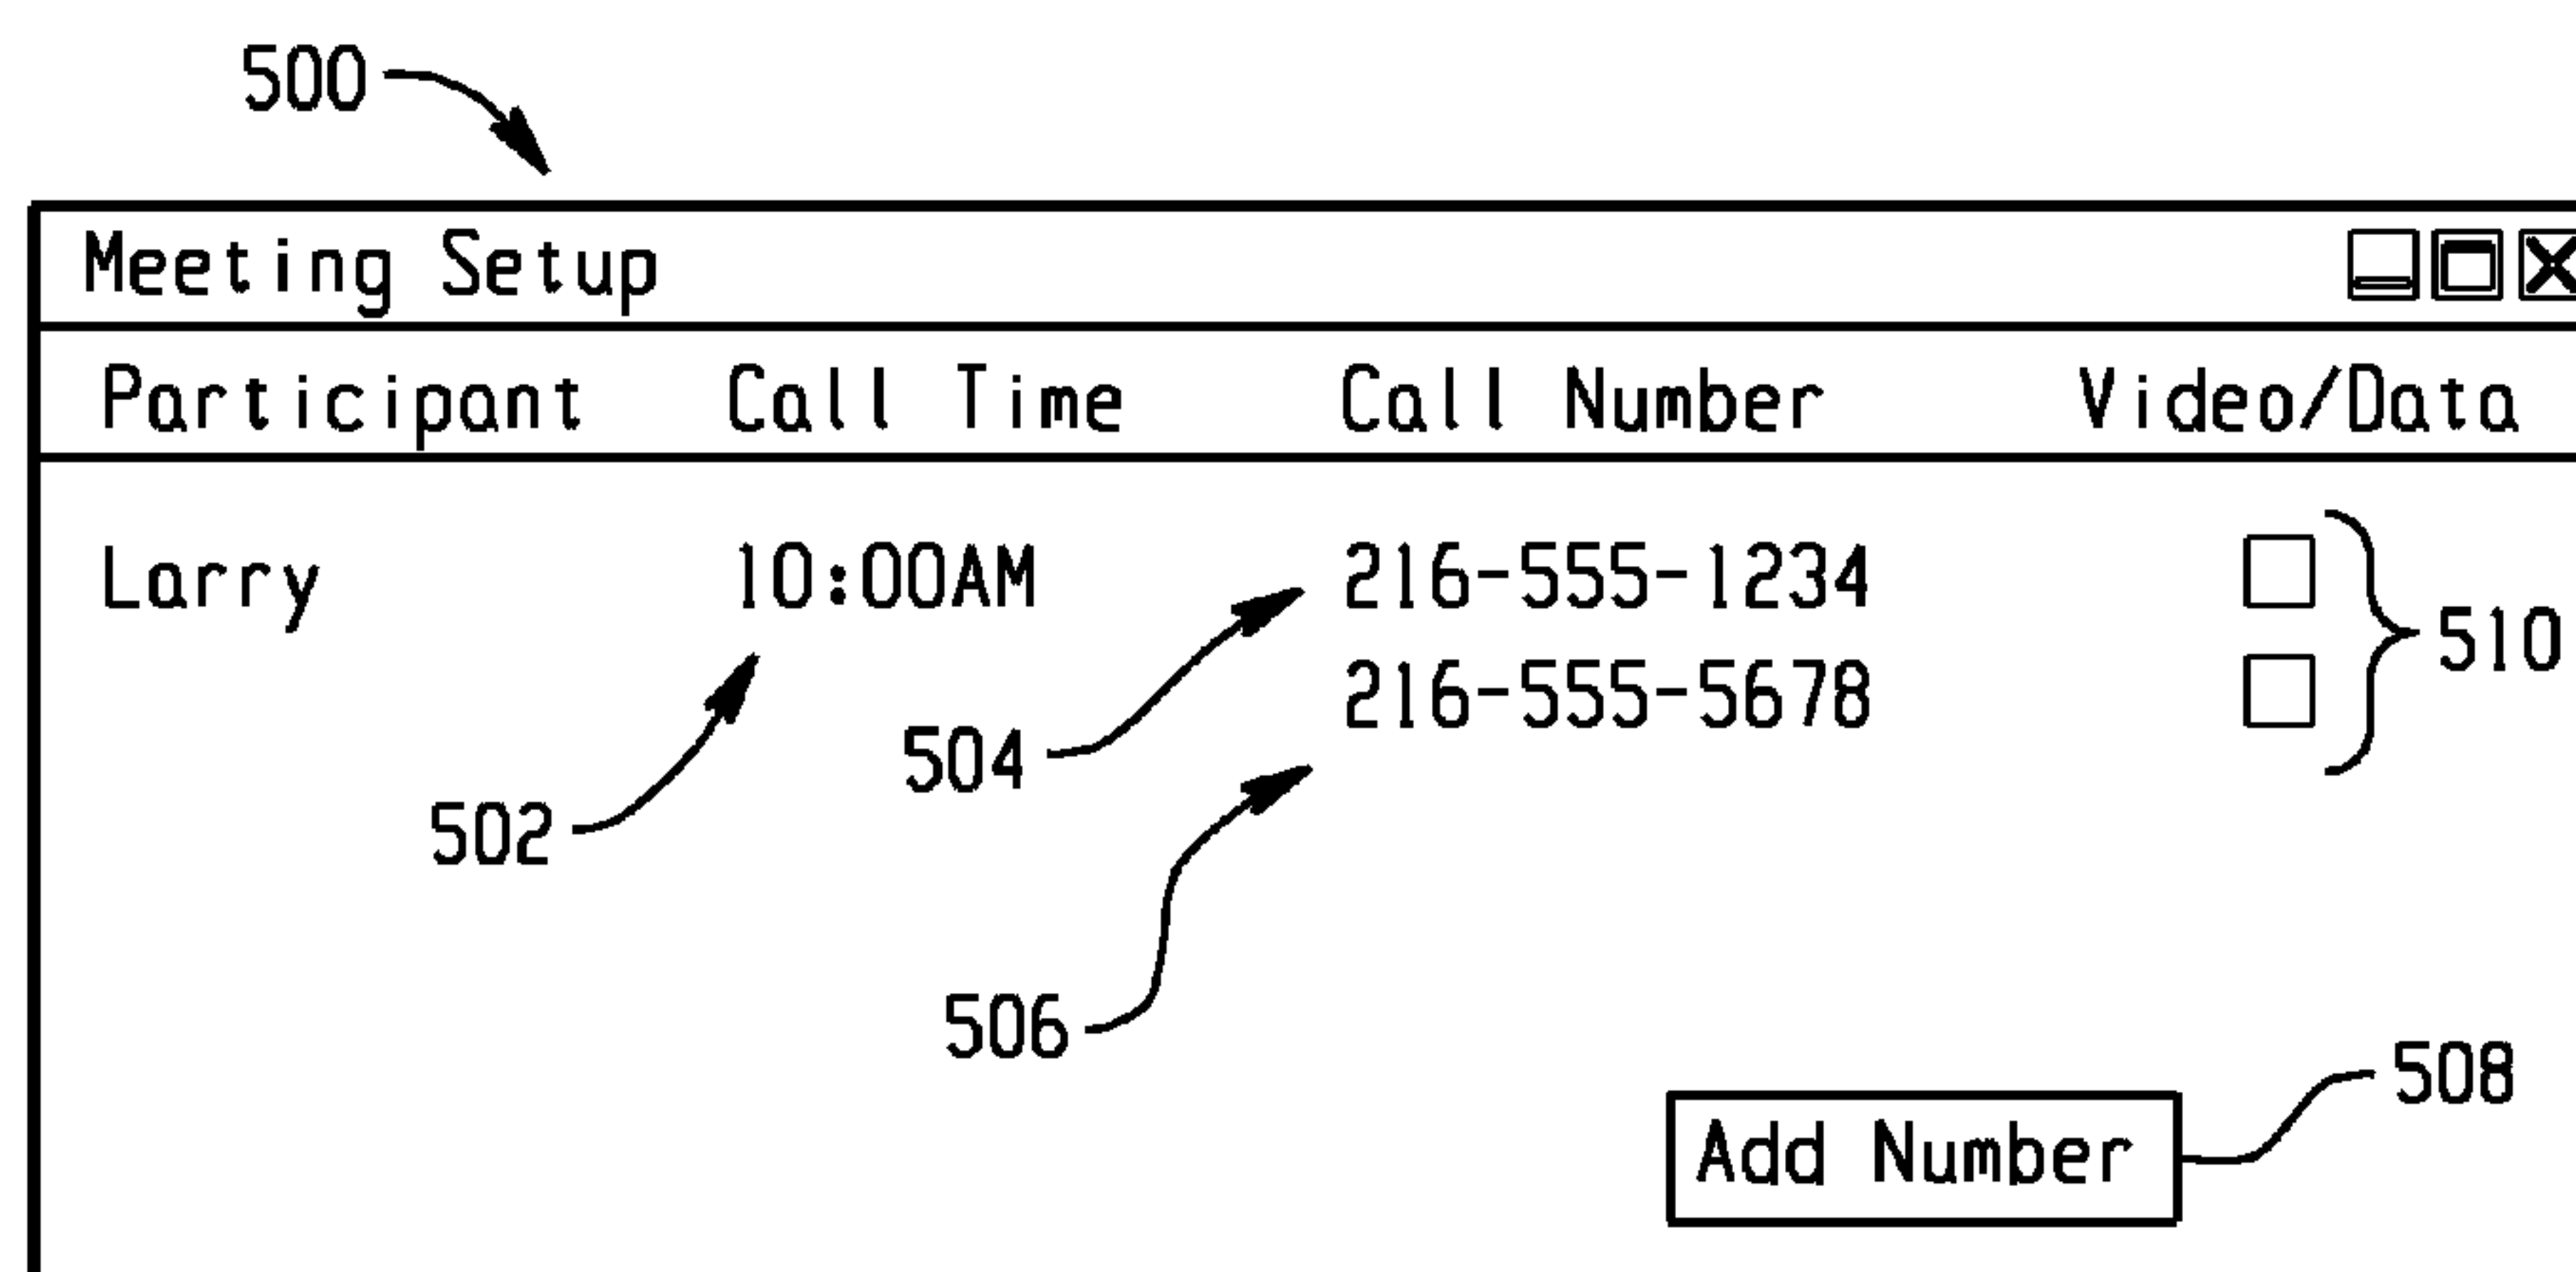 500
Meeting Setup
Participant Call Time Call Number Video/Data
Larry 10:00AM 216-555-1234
510
216-555-5678
504
502
506
508
Add Number